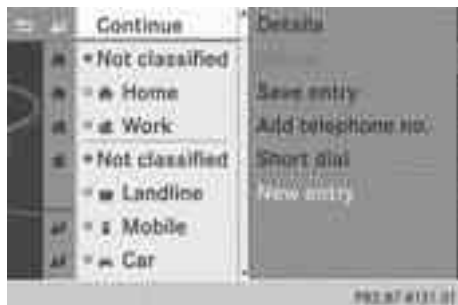 Continue
Not classified
Home
Work
Not classified
Landline
Mobile
Car
Details
Save entry
Add telephone no.
Short dial
New entry
P82.87-6131-31